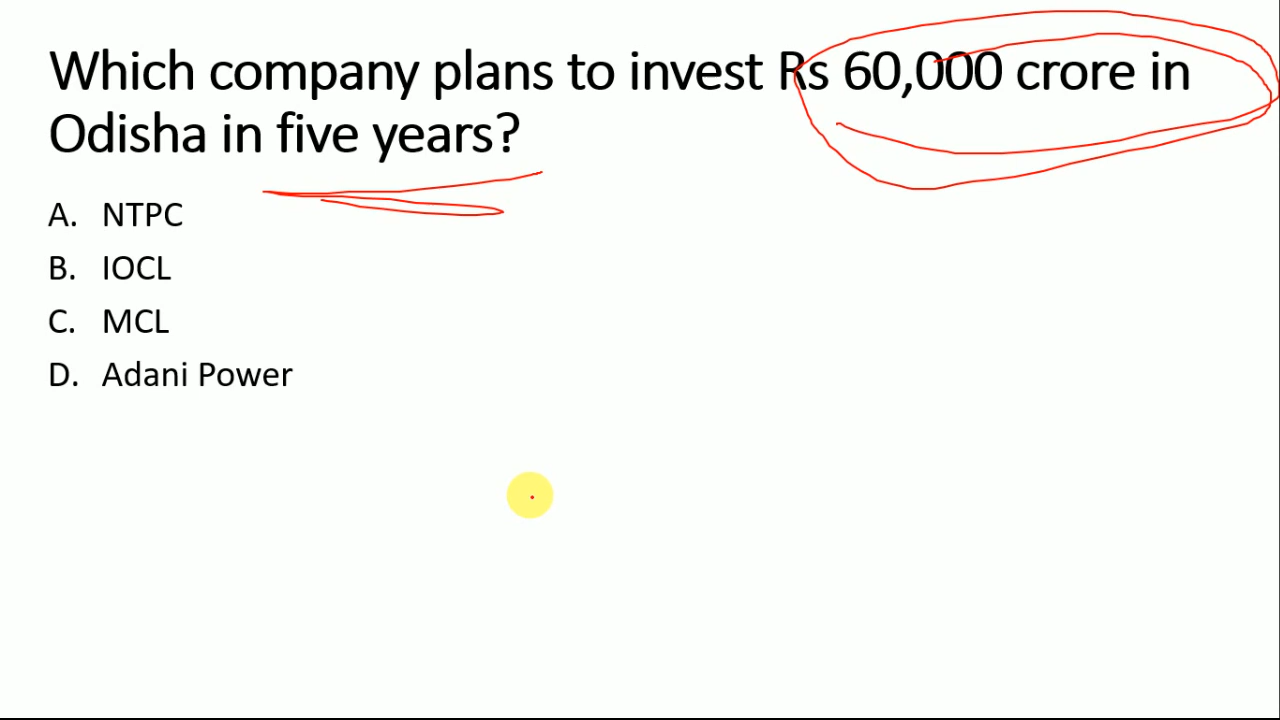 Which company plans to invest Rs 60,000 crore in
Odisha in five years?
A. NTPC
B. IOCL
C. MCL
D. Adani Power